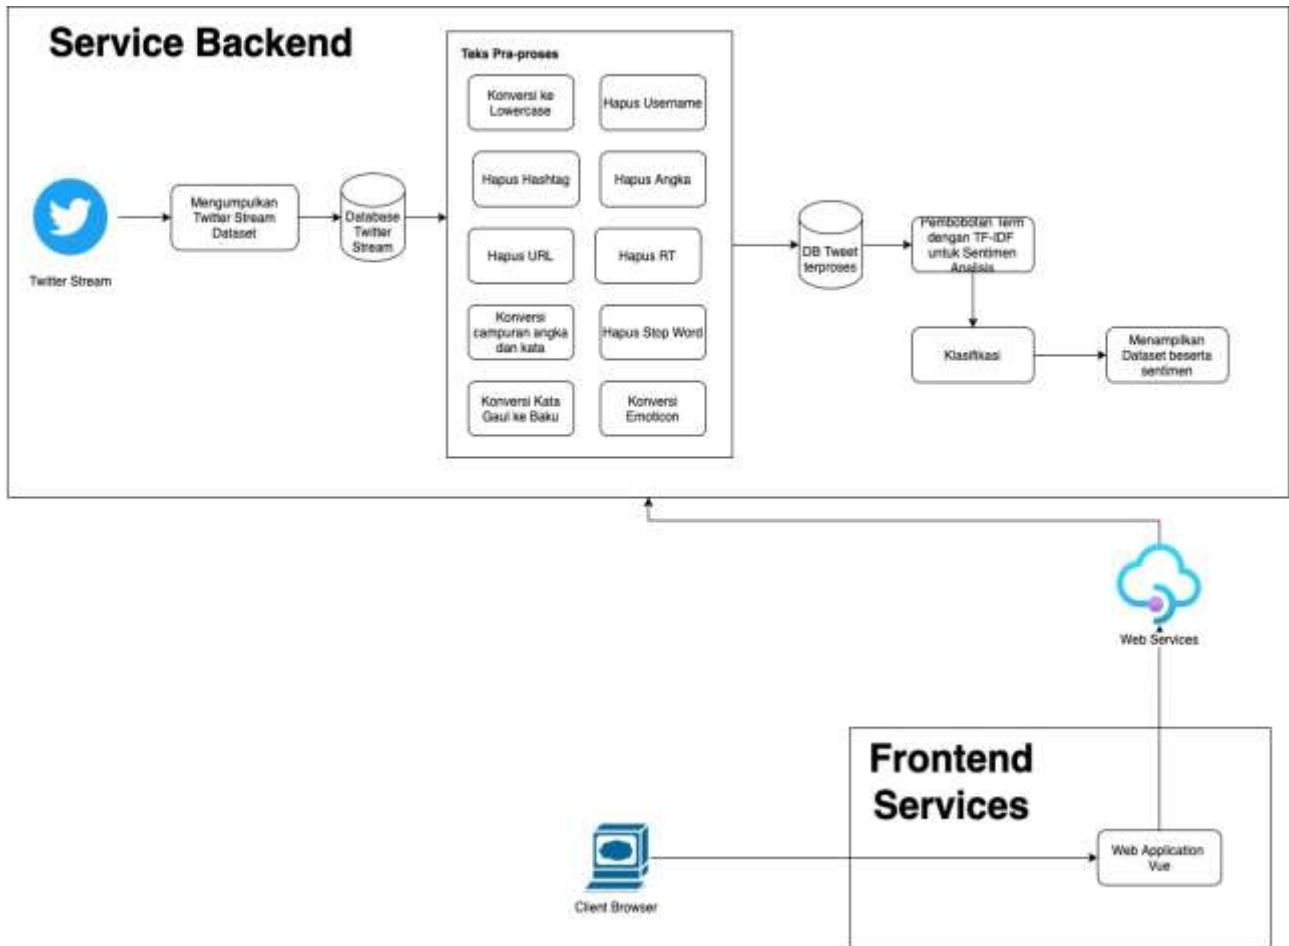 Service Backend
Teks Pra-proses
Konversi ke
Lowercase
Hapus Username
Hapus Hashtag
Hapus Angka
Hapus URL
Hapus RT
Konversi
campuran angka
dan kata
Hapus Stop Word
Konversi Kata
Gaul ke Baku
Konversi
Emoticon
Twitter Stream
Mengumpulkan
Twitter Stream
Dataset
Database
Twitter
Stream
DB Tweet
terproses
Pembobotan Term
dengan TF-IDF
untuk Sentimen
Analisis
Klasifikasi
Menampilkan
Dataset beserta
sentimen
Web Services
Frontend
Services
Web Application
Vue
Client Browser